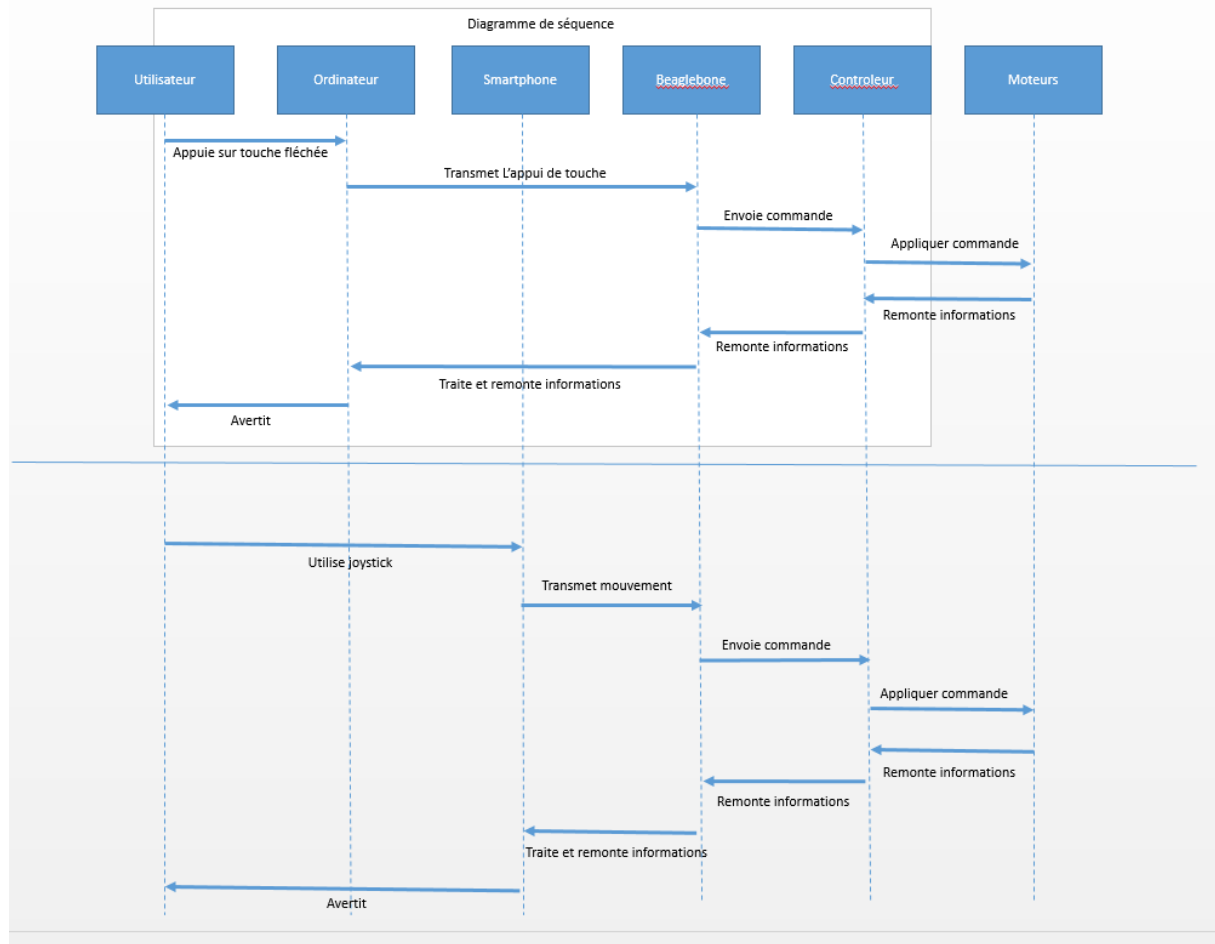 Diagramme de séquence
Utilisateur
Ordinateur
Smartphone
Beaglebone
Controleur
Moteurs
Appuie sur touche fléchée
Transmet L'appui de touche
Envoie commande
Appliquer commande
Remonte informations
Remonte informations
Traite et remonte informations
Avertit
Utilise joystick
Transmet mouvement
Envoie commande
Appliquer commande
Remonte informations
Remonte informations
Traite et remonte informations
Avertit